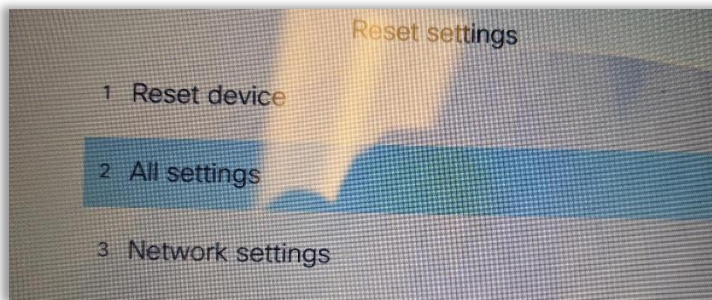 Reset settings
1 Reset device
2 All settings
3 Network settings